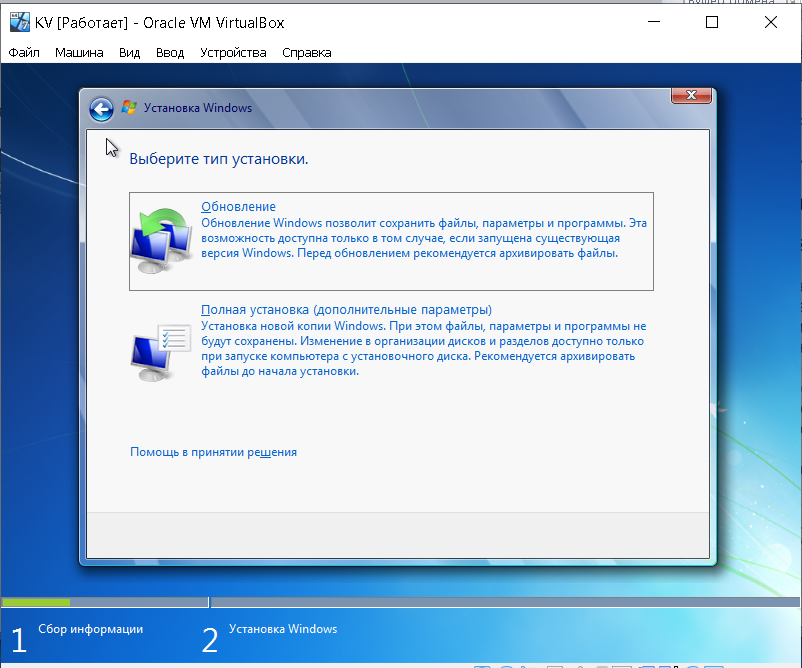 KV [Работает] - Oracle VM VirtualBox
Файл Машина Вид Ввод Устройства Справка
Установка Windows
Выберите тип установки.
Обновление
Обновление Windows позволит сохранить файлы, параметры и программы. Эта
возможность доступна только в том случае, если запущена существующая
версия Windows. Перед обновлением рекомендуется архивировать файлы.
Полная установка (дополнительные параметры)
Установка новой копии Windows. При этом файлы, параметры и программы не
будут сохранены. Изменение в организации дисков и разделов доступно только
при запуске компьютера с установочного диска. Рекомендуется архивировать
файлы до начала установки.
Помощь в принятии решения
1 Сбор информации 2 Установка Windows